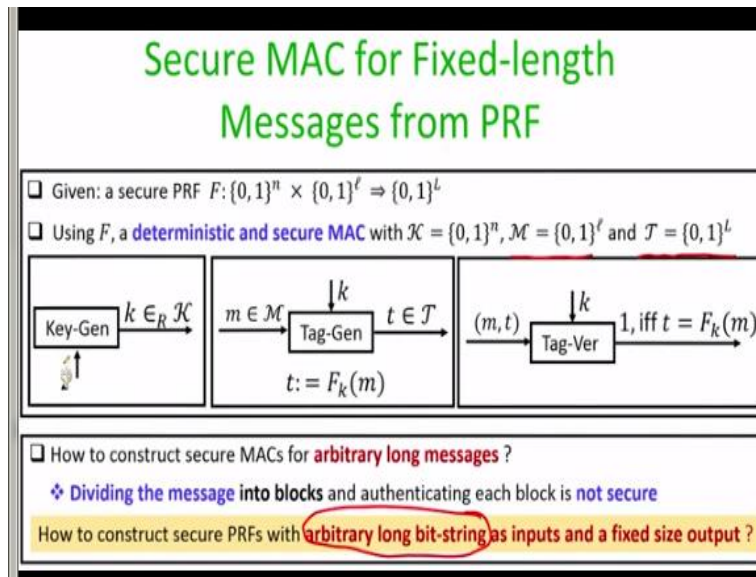 Secure MAC for Fixed-length
Messages from PRF
❑ Given: a secure PRF F: {0, 1}ⁿ × {0, 1}^ℓ ⇒ {0, 1}^L
❑ Using F, a deterministic and secure MAC with 𝒦 = {0, 1}ⁿ, ℳ = {0, 1}^ℓ and 𝒯 = {0, 1}^L
Key-Gen
k ∈_R 𝒦
m ∈ ℳ
k
Tag-Gen
t ∈ 𝒯
t: = F_k(m)
(m, t)
k
Tag-Ver
1, iff t = F_k(m)
❑ How to construct secure MACs for arbitrary long messages ?
❖ Dividing the message into blocks and authenticating each block is not secure
How to construct secure PRFs with arbitrary long bit-string as inputs and a fixed size output ?